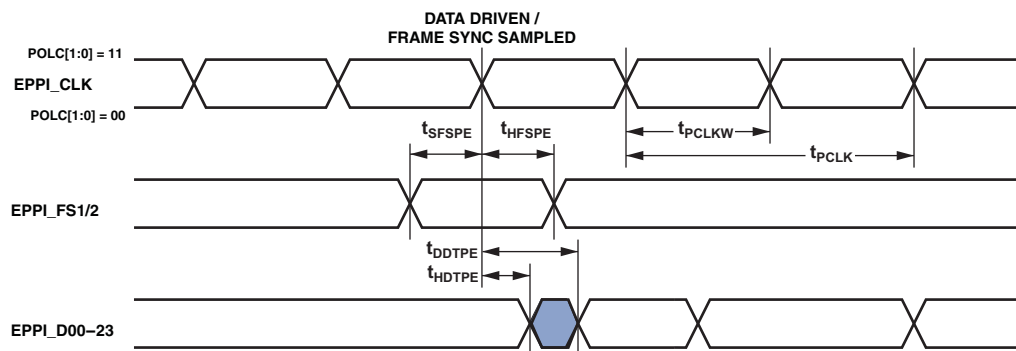 DATA DRIVEN /
FRAME SYNC SAMPLED
POLC[1:0] = 11
EPPI_CLK
POLC[1:0] = 00
tSFSPE
tHFSPE
tPCLKW
tPCLK
EPPI_FS1/2
tDDTPE
tHDTPE
EPPI_D00–23